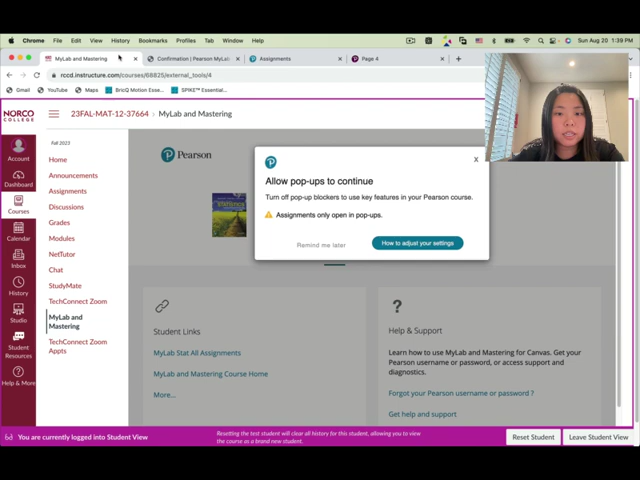 Chrome File Edit View History Bookmarks Profiles Tab Window Help
Sun Aug 20 1:39 PM
MyLab and Mastering
Confirmation | Pearson MyLa
Assignments
Page 4
rccd.instructure.com/courses/68825/external_tools/4
Gmail YouTube Maps BricQ Motion Esse... SPIKE™ Essential...
NORCO
COLLEGE
23FAL-MAT-12-37664 > MyLab and Mastering
Account
Dashboard
Courses
Calendar
Inbox
History
Studio
Student
Resources
Help & More
Fall 2023
Home
Announcements
Assignments
Discussions
Grades
Modules
NetTutor
Chat
StudyMate
TechConnect Zoom
MyLab and
Mastering
TechConnect Zoom
Appts
Pearson
STATISTICS
Allow pop-ups to continue
X
Turn off pop-up blockers to use key features in your Pearson course.
Assignments only open in pop-ups.
Remind me later
How to adjust your settings
Student Links
MyLab Stat All Assignments
MyLab and Mastering Course Home
More...
?
Help & Support
Learn how to use MyLab and Mastering for Canvas. Get your
Pearson username or password, or access support and
diagnostics.
Forgot your Pearson username or password ?
Get help and support
You are currently logged into Student View
Resetting the test student will clear all history for this student, allowing you to view
the course as a brand new student.
Reset Student
Leave Student View